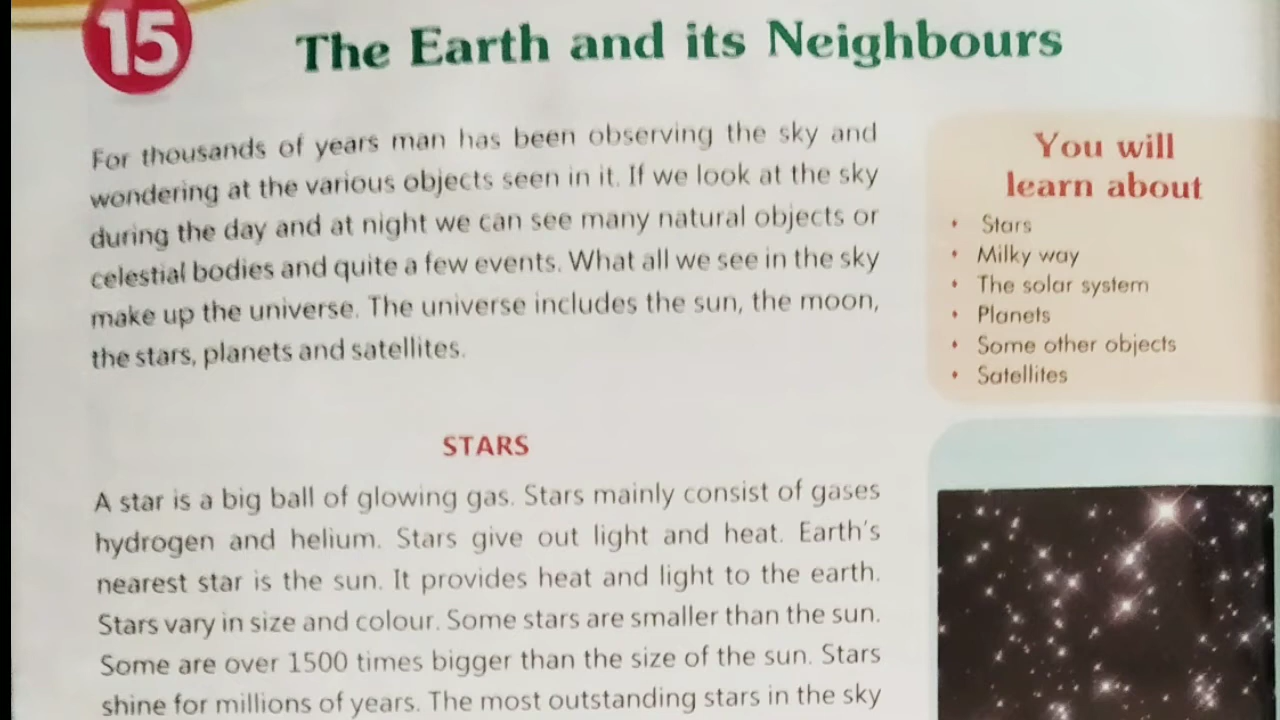 15
The Earth and its Neighbours
For thousands of years man has been observing the sky and
wondering at the various objects seen in it. If we look at the sky
during the day and at night we can see many natural objects or
celestial bodies and quite a few events. What all we see in the sky
make up the universe. The universe includes the sun, the moon,
the stars, planets and satellites.
You will
learn about
• Stars
• Milky way
• The solar system
• Planets
• Some other objects
• Satellites
STARS
A star is a big ball of glowing gas. Stars mainly consist of gases
hydrogen and helium. Stars give out light and heat. Earth's
nearest star is the sun. It provides heat and light to the earth.
Stars vary in size and colour. Some stars are smaller than the sun.
Some are over 1500 times bigger than the size of the sun. Stars
shine for millions of years. The most outstanding stars in the sky